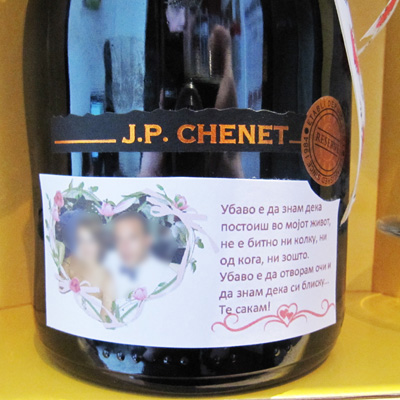 J.P. CHENET
Убаво е да знам дека
постоиш во мојот живот,
не е битно ни колку, ни
од кога, ни зошто.
Убаво е да отворам очи и
да знам дека си блиску...
Те сакам!